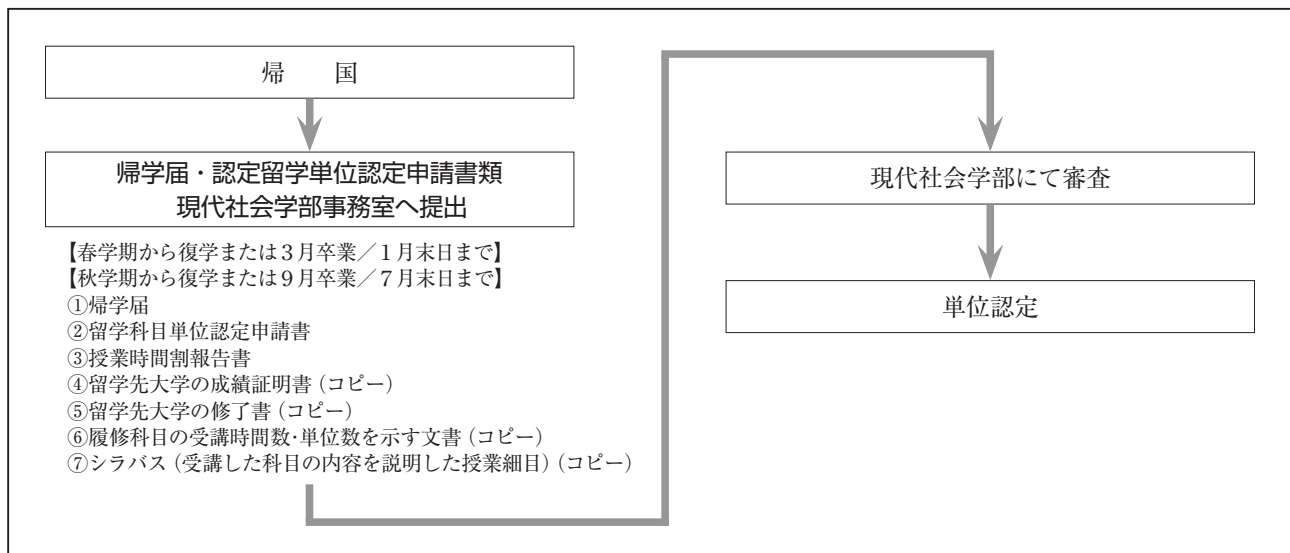 帰　　国
帰学届・認定留学単位認定申請書類
現代社会学部事務室へ提出
【春学期から復学または３月卒業／１月末日まで】
【秋学期から復学または９月卒業／７月末日まで】
①帰学届
②留学科目単位認定申請書
③授業時間割報告書
④留学先大学の成績証明書（コピー）
⑤留学先大学の修了書（コピー）
⑥履修科目の受講時間数・単位数を示す文書（コピー）
⑦シラバス（受講した科目の内容を説明した授業細目）（コピー）
現代社会学部にて審査
単位認定